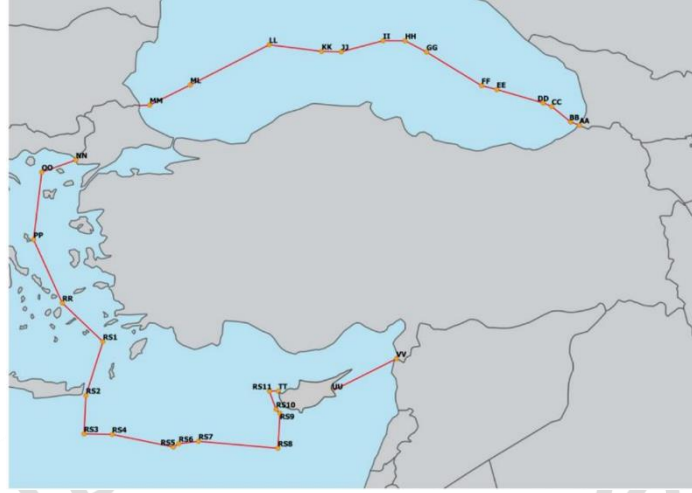 LL
KK
JJ
II
HH
GG
ML
MM
FF
EE
DD
CC
BB
AA
NN
OO
PP
RR
RS1
VV
RS11
TT
UU
RS2
RS10
RS9
RS3
RS4
RS5
RS6
RS7
RS8